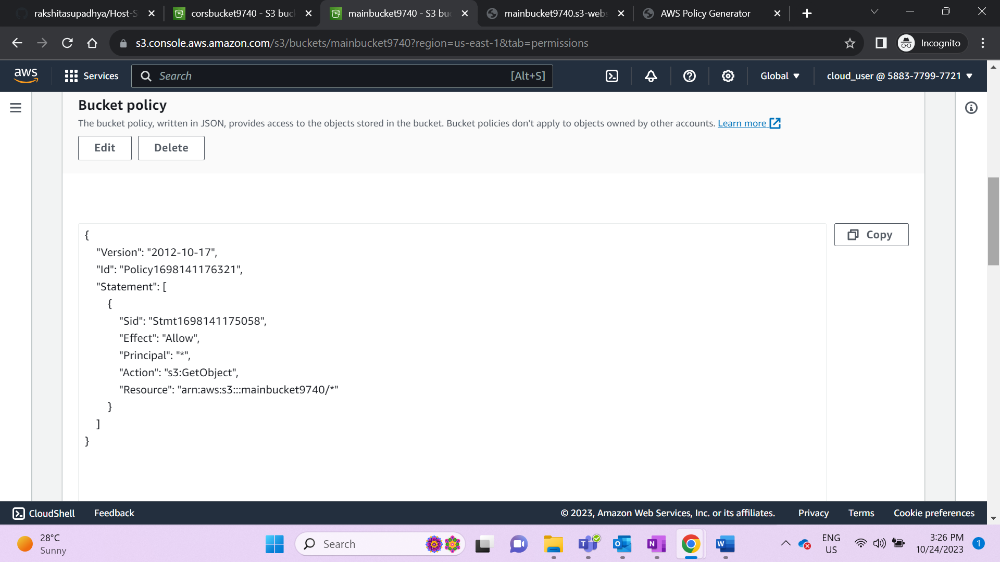 rakshitasupadhya/Host-S
corsbucket9740 - S3 buc
mainbucket9740 - S3 bu
mainbucket9740.s3-webs
AWS Policy Generator
s3.console.aws.amazon.com/s3/buckets/mainbucket9740?region=us-east-1&tab=permissions
Incognito
aws
Services
Search
[Alt+S]
Global
cloud_user @ 5883-7799-7721
Bucket policy
The bucket policy, written in JSON, provides access to the objects stored in the bucket. Bucket policies don't apply to objects owned by other accounts. Learn more
Edit
Delete
Copy
{
"Version": "2012-10-17",
"Id": "Policy1698141176321",
"Statement": [
{
"Sid": "Stmt1698141175058",
"Effect": "Allow",
"Principal": "*",
"Action": "s3:GetObject",
"Resource": "arn:aws:s3:::mainbucket9740/*"
}
]
}
CloudShell
Feedback
© 2023, Amazon Web Services, Inc. or its affiliates.
Privacy
Terms
Cookie preferences
28°C
Sunny
Search
ENG
US
3:26 PM
10/24/2023
1